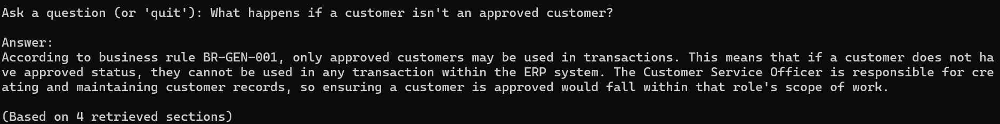 Ask a question (or 'quit'): What happens if a customer isn't an approved customer?
Answer:
According to business rule BR-GEN-001, only approved customers may be used in transactions. This means that if a customer does not ha
ve approved status, they cannot be used in any transaction within the ERP system. The Customer Service Officer is responsible for cre
ating and maintaining customer records, so ensuring a customer is approved would fall within that role's scope of work.
(Based on 4 retrieved sections)